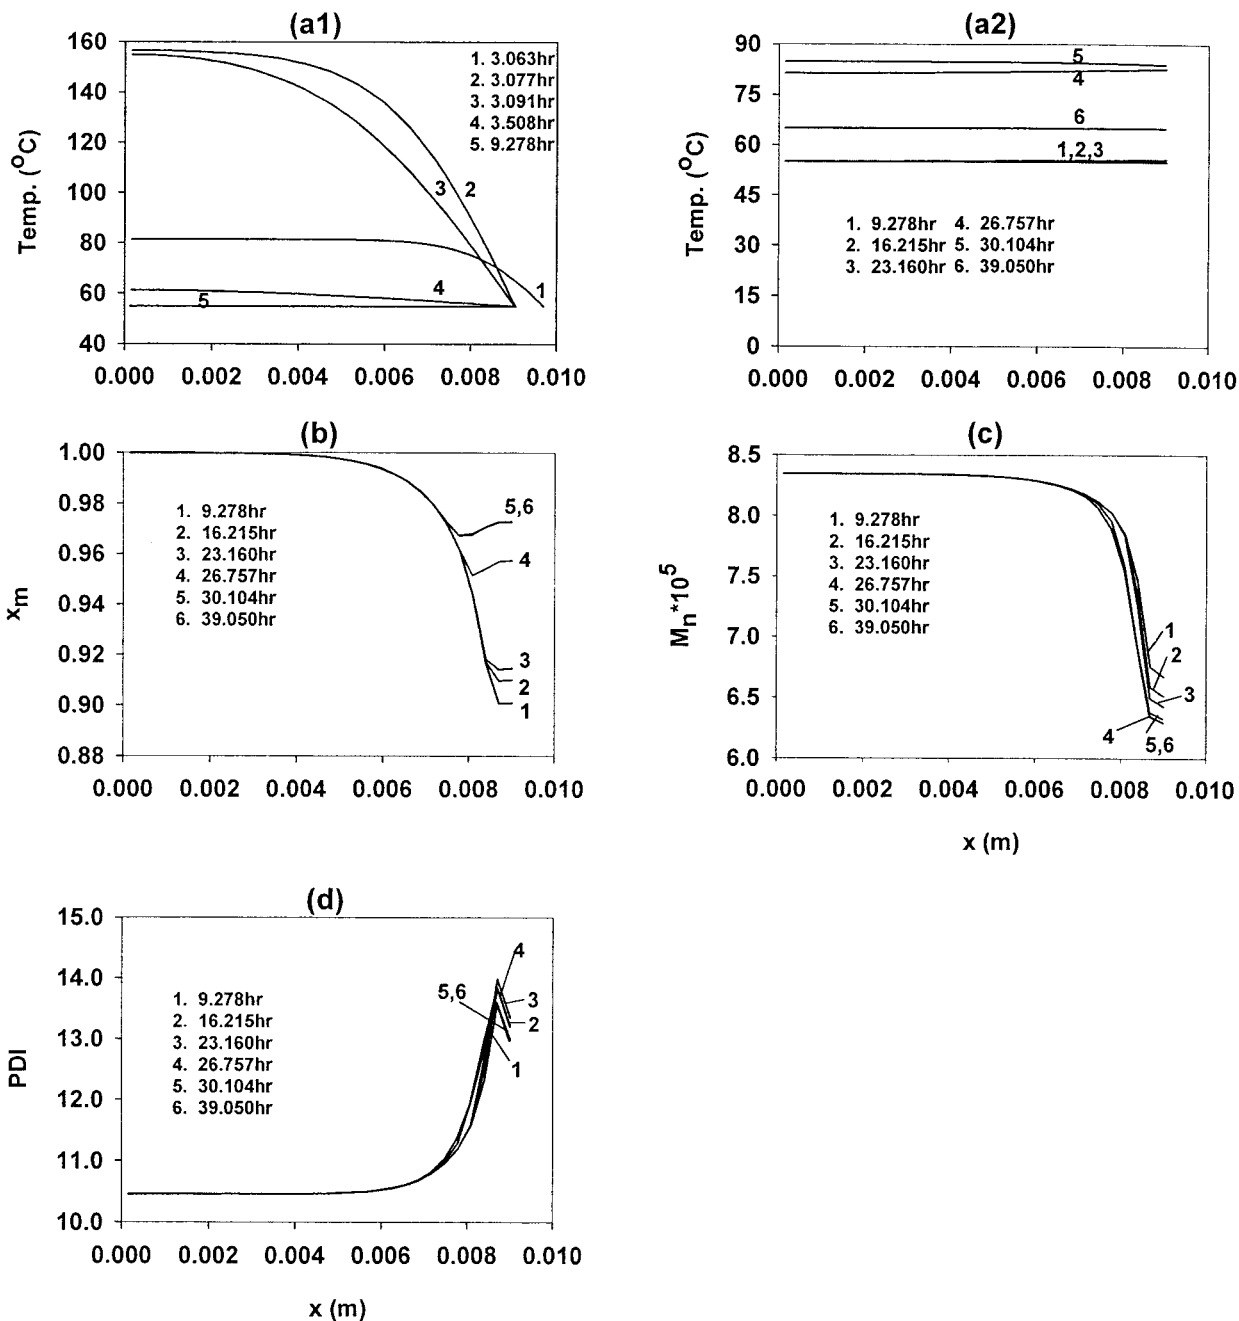 (a1)
160
140
120
100
80
60
40
Temp. (°C)
1. 3.063hr
2. 3.077hr
3. 3.091hr
4. 3.508hr
5. 9.278hr
3
2
1
4
5
0.000 0.002 0.004 0.006 0.008 0.010
(a2)
90
75
60
45
30
15
0
Temp. (°C)
5
4
6
1,2,3
1. 9.278hr 4. 26.757hr
2. 16.215hr 5. 30.104hr
3. 23.160hr 6. 39.050hr
0.000 0.002 0.004 0.006 0.008 0.010
(b)
1.00
0.98
0.96
0.94
0.92
0.90
0.88
xm
1. 9.278hr
2. 16.215hr
3. 23.160hr
4. 26.757hr
5. 30.104hr
6. 39.050hr
5,6
4
3
2
1
0.000 0.002 0.004 0.006 0.008 0.010
(c)
8.5
8.0
7.5
7.0
6.5
6.0
Mn*10^5
1. 9.278hr
2. 16.215hr
3. 23.160hr
4. 26.757hr
5. 30.104hr
6. 39.050hr
1
2
3
4
5,6
0.000 0.002 0.004 0.006 0.008 0.010
x (m)
(d)
15.0
14.0
13.0
12.0
11.0
10.0
PDI
1. 9.278hr
2. 16.215hr
3. 23.160hr
4. 26.757hr
5. 30.104hr
6. 39.050hr
4
5,6
3
2
1
0.000 0.002 0.004 0.006 0.008 0.010
x (m)